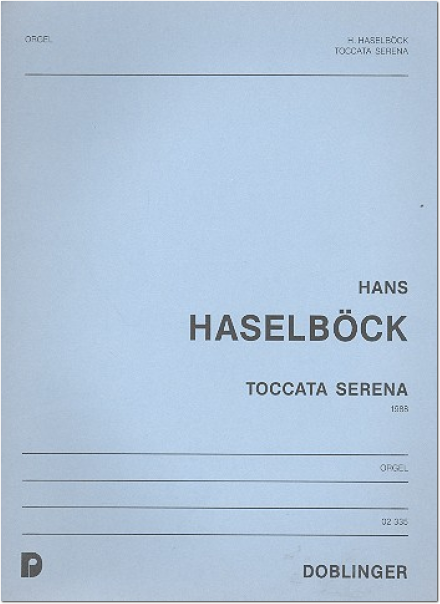 ORGEL
H. HASELBÖCK
TOCCATA SERENA
HANS
HASELBÖCK
TOCCATA SERENA
1988
ORGEL
02 335
D
DOBLINGER